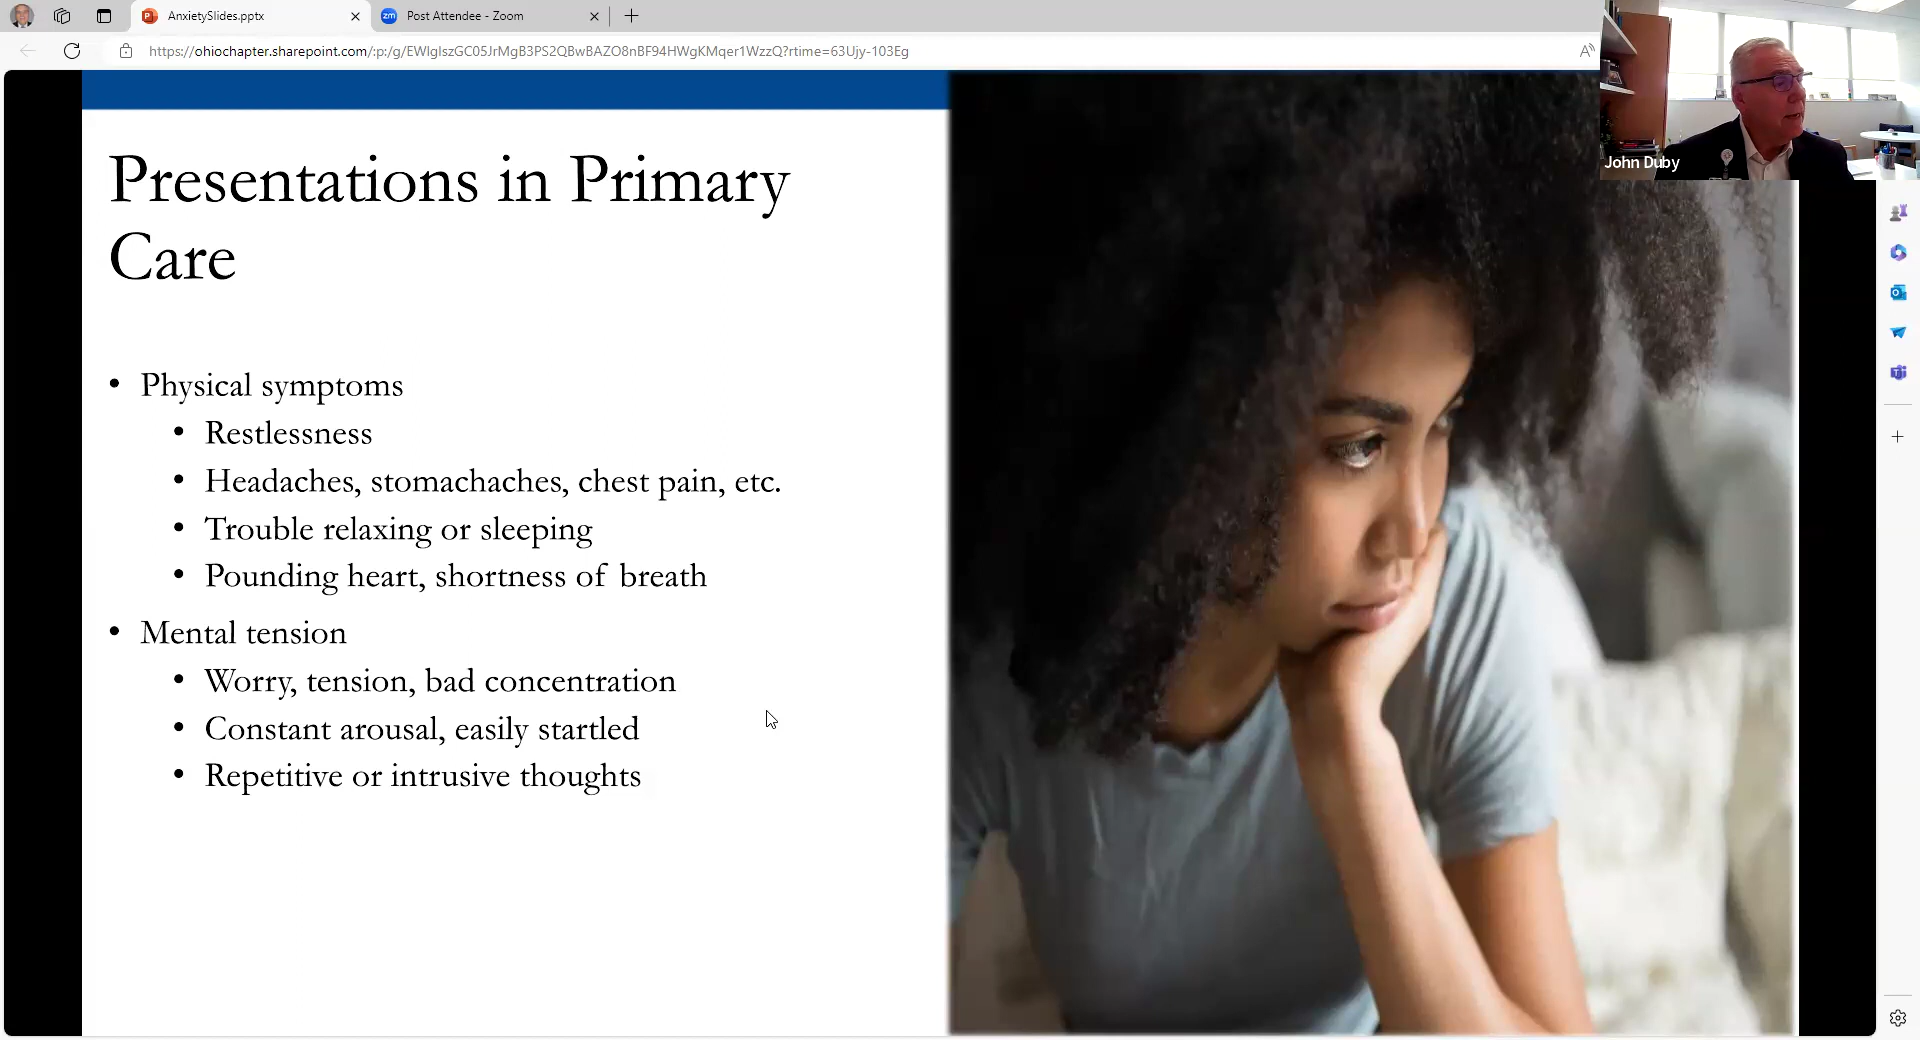 AnxietySlides.pptx
zm
Post Attendee - Zoom
https://ohiochapter.sharepoint.com/:p:/g/EWIgIszGC05JrMgB3PS2QBwBAZO8nBF94HWgKMqer1WzzQ?rtime=63Ujy-103Eg
John Duby
Presentations in Primary
Care
• Physical symptoms
• Restlessness
• Headaches, stomachaches, chest pain, etc.
• Trouble relaxing or sleeping
• Pounding heart, shortness of breath
• Mental tension
• Worry, tension, bad concentration
• Constant arousal, easily startled
• Repetitive or intrusive thoughts